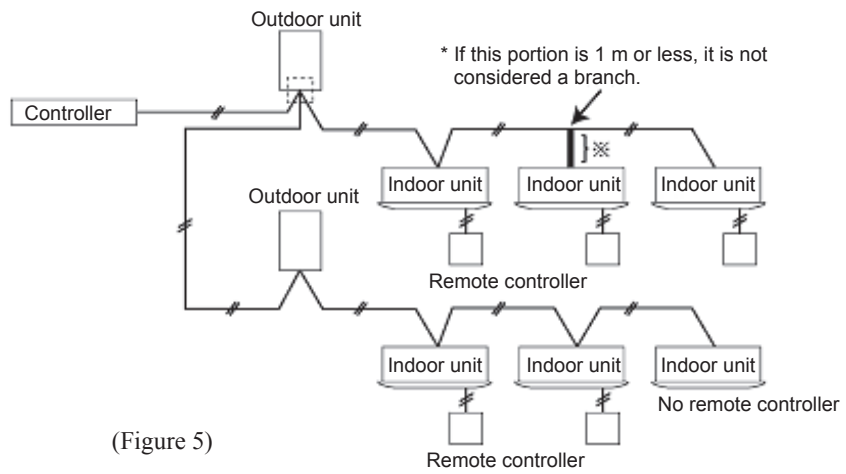 Outdoor unit
* If this portion is 1 m or less, it is not
considered a branch.
Controller
※
Indoor unit
Indoor unit
Indoor unit
Outdoor unit
Remote controller
Indoor unit
Indoor unit
Indoor unit
No remote controller
(Figure 5)
Remote controller